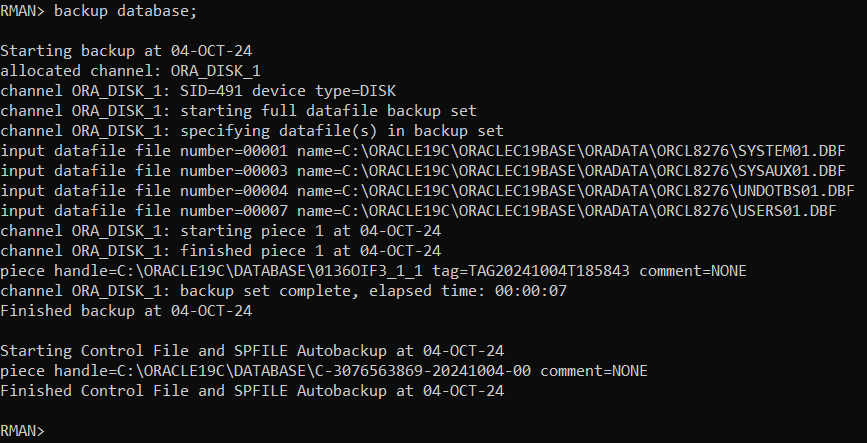 RMAN> backup database;
Starting backup at 04-OCT-24
allocated channel: ORA_DISK_1
channel ORA_DISK_1: SID=491 device type=DISK
channel ORA_DISK_1: starting full datafile backup set
channel ORA_DISK_1: specifying datafile(s) in backup set
input datafile file number=00001 name=C:\ORACLE19C\ORACLEC19BASE\ORADATA\ORCL8276\SYSTEM01.DBF
input datafile file number=00003 name=C:\ORACLE19C\ORACLEC19BASE\ORADATA\ORCL8276\SYSAUX01.DBF
input datafile file number=00004 name=C:\ORACLE19C\ORACLEC19BASE\ORADATA\ORCL8276\UNDOTBS01.DBF
input datafile file number=00007 name=C:\ORACLE19C\ORACLEC19BASE\ORADATA\ORCL8276\USERS01.DBF
channel ORA_DISK_1: starting piece 1 at 04-OCT-24
channel ORA_DISK_1: finished piece 1 at 04-OCT-24
piece handle=C:\ORACLE19C\DATABASE\0136OIF3_1_1 tag=TAG20241004T185843 comment=NONE
channel ORA_DISK_1: backup set complete, elapsed time: 00:00:07
Finished backup at 04-OCT-24
Starting Control File and SPFILE Autobackup at 04-OCT-24
piece handle=C:\ORACLE19C\DATABASE\C-3076563869-20241004-00 comment=NONE
Finished Control File and SPFILE Autobackup at 04-OCT-24
RMAN>